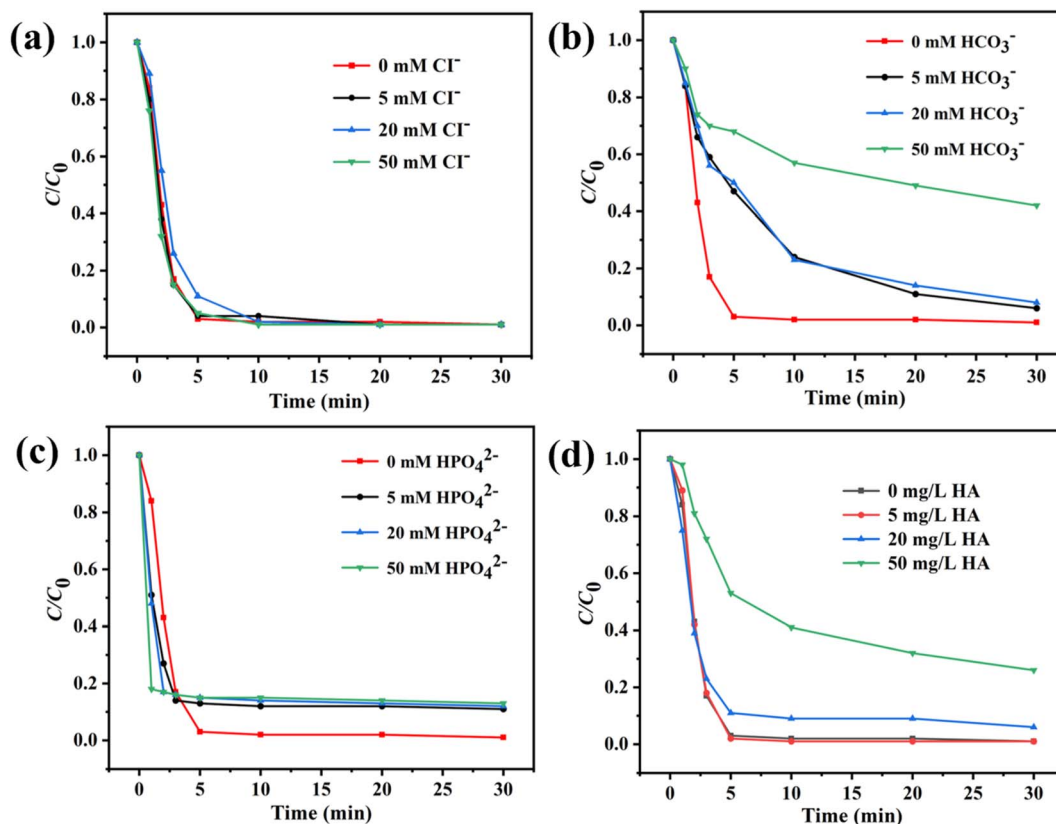 (a)
1.0
0.8
0.6
0.4
0.2
0.0
C/C₀
0 mM CI⁻
5 mM CI⁻
20 mM CI⁻
50 mM CI⁻
0 5 10 15 20 25 30
Time (min)
(b)
1.0
0.8
0.6
0.4
0.2
0.0
C/C₀
0 mM HCO₃⁻
5 mM HCO₃⁻
20 mM HCO₃⁻
50 mM HCO₃⁻
0 5 10 15 20 25 30
Time (min)
(c)
1.0
0.8
0.6
0.4
0.2
0.0
C/C₀
0 mM HPO₄²⁻
5 mM HPO₄²⁻
20 mM HPO₄²⁻
50 mM HPO₄²⁻
0 5 10 15 20 25 30
Time (min)
(d)
1.0
0.8
0.6
0.4
0.2
0.0
C/C₀
0 mg/L HA
5 mg/L HA
20 mg/L HA
50 mg/L HA
0 5 10 15 20 25 30
Time (min)